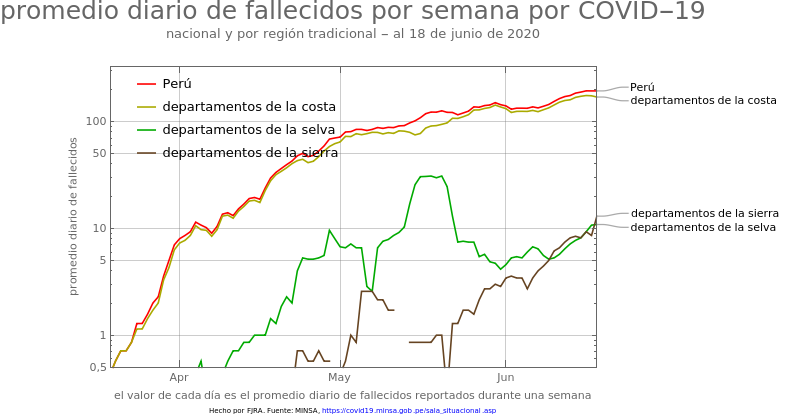 promedio diario de fallecidos por semana por COVID–19
nacional y por región tradicional – al 18 de junio de 2020
Perú
departamentos de la costa
departamentos de la selva
departamentos de la sierra
promedio diario de fallecidos
100
50
10
5
1
0,5
Apr
May
Jun
Perú
departamentos de la costa
departamentos de la sierra
departamentos de la selva
el valor de cada día es el promedio diario de fallecidos reportados durante una semana
Hecho por FJRA. Fuente: MINSA, https://covid19.minsa.gob.pe/sala_situacional .asp